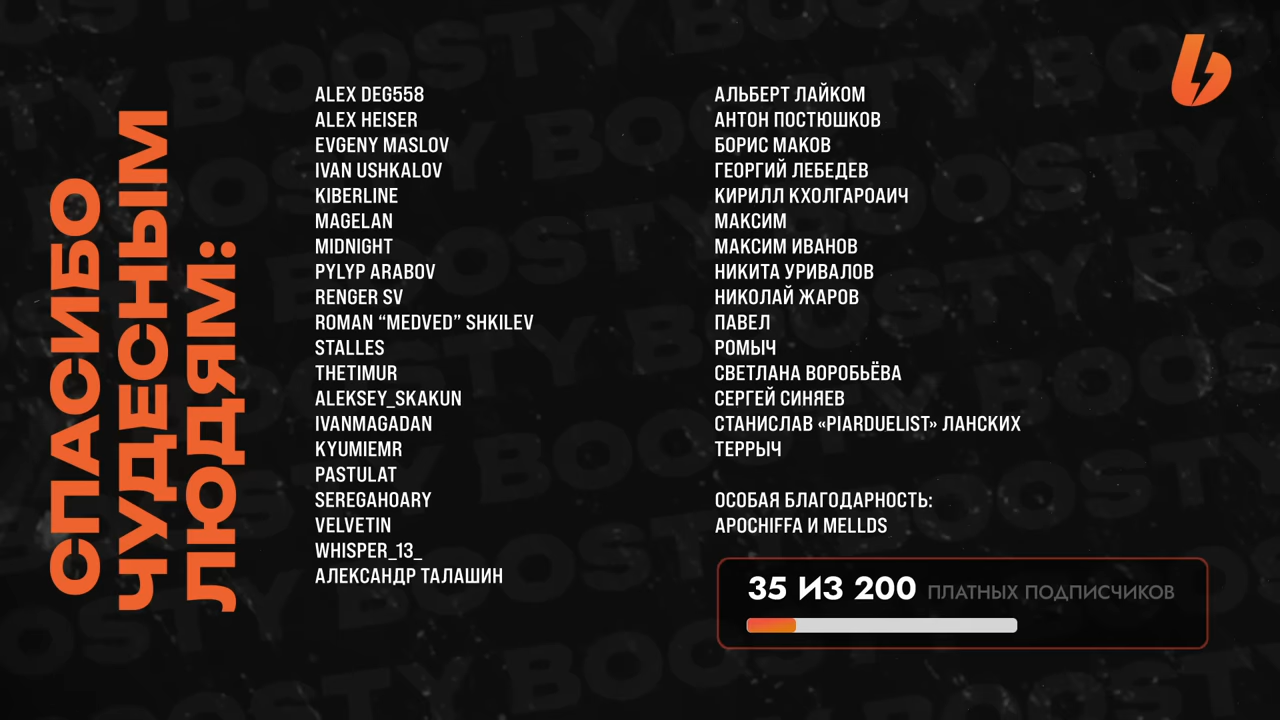 СПАСИБО
ЧУДЕСНЫМ
ЛЮДЯМ:
ALEX DEG558
ALEX HEISER
EVGENY MASLOV
IVAN USHKALOV
KIBERLINE
MAGELAN
MIDNIGHT
PYLYP ARABOV
RENGER SV
ROMAN “MEDVED” SHKILEV
STALLES
THETIMUR
ALEKSEY_SKAKUN
IVANMAGADAN
KYUMIEMR
PASTULAT
SEREGAHOARY
VELVETIN
WHISPER_13_
АЛЕКСАНДР ТАЛАШИН
АЛЬБЕРТ ЛАЙКОМ
АНТОН ПОСТЮШКОВ
БОРИС МАКОВ
ГЕОРГИЙ ЛЕБЕДЕВ
КИРИЛЛ КХОЛГАРОАИЧ
МАКСИМ
МАКСИМ ИВАНОВ
НИКИТА УРИВАЛОВ
НИКОЛАЙ ЖАРОВ
ПАВЕЛ
РОМЫЧ
СВЕТЛАНА ВОРОБЬЁВА
СЕРГЕЙ СИНЯЕВ
СТАНИСЛАВ «PIARDUELIST» ЛАНСКИХ
ТЕРРЫЧ
ОСОБАЯ БЛАГОДАРНОСТЬ:
APOCHIFFA И MELLDS
35 ИЗ 200 ПЛАТНЫХ ПОДПИСЧИКОВ